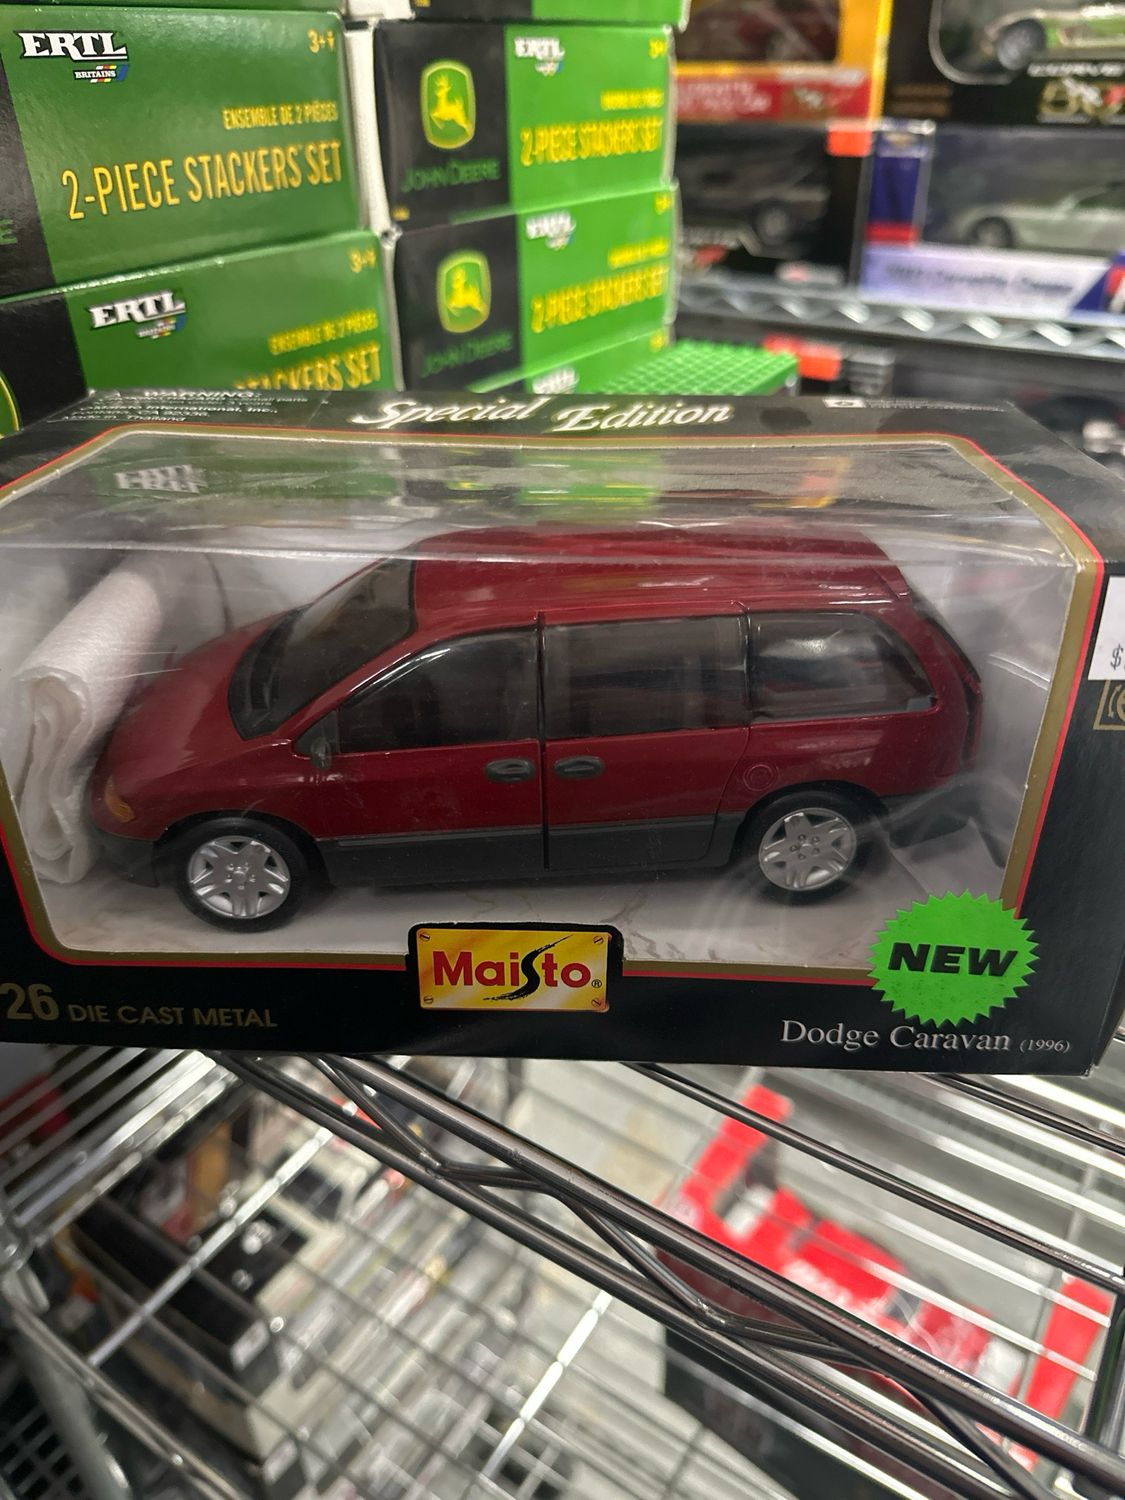 ERTL
BRITAINS
3+
ENSEMBLE DE 2 PIÈCES
2-PIECE STACKERS SET
ERTL
JOHN DEERE
2-PIECE STACKERS SET
ERTL
BRITAINS
3+
ENSEMBLE DE 2 PIÈCES
STACKERS SET
ERTL
JOHN DEERE
2-PIECE STACKERS SET
WARNING:
Special Edition
$
Maisto®
NEW
26 DIE CAST METAL
Dodge Caravan (1996)